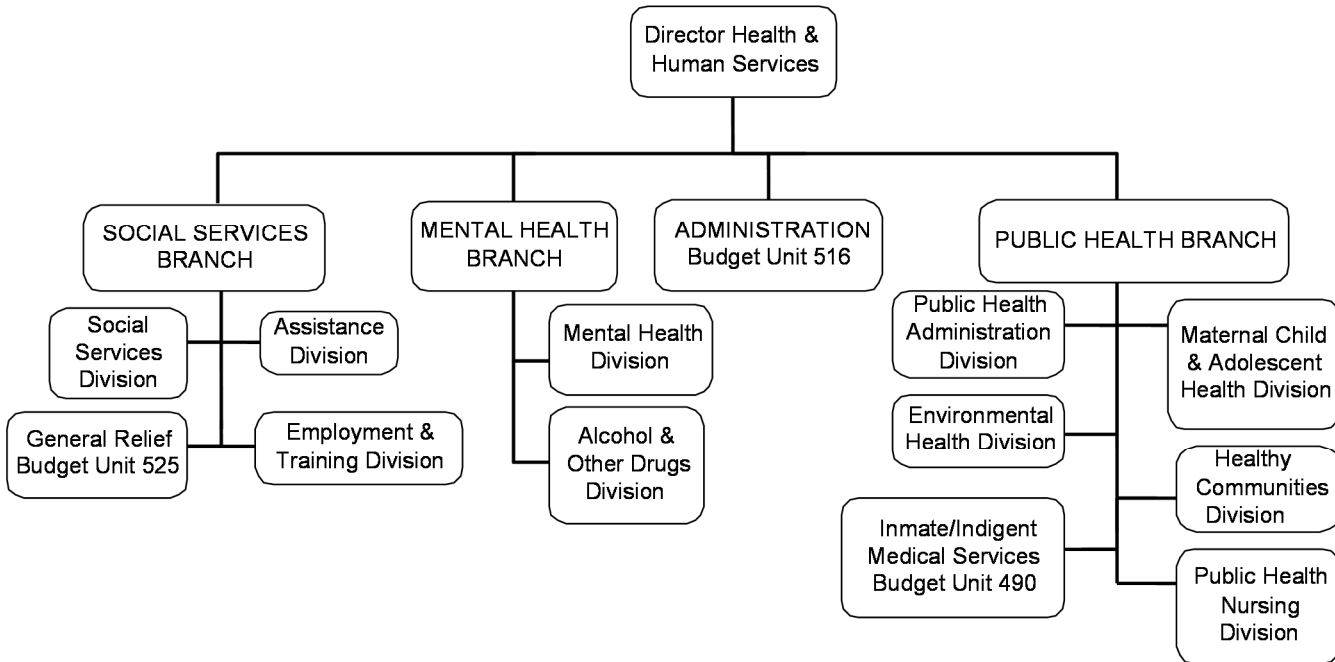 Director Health &
Human Services
SOCIAL SERVICES
BRANCH
MENTAL HEALTH
BRANCH
ADMINISTRATION
Budget Unit 516
PUBLIC HEALTH BRANCH
Social
Services
Division
Assistance
Division
General Relief
Budget Unit 525
Employment &
Training Division
Mental Health
Division
Alcohol &
Other Drugs
Division
Public Health
Administration
Division
Maternal Child
& Adolescent
Health Division
Environmental
Health Division
Healthy
Communities
Division
Inmate/Indigent
Medical Services
Budget Unit 490
Public Health
Nursing
Division